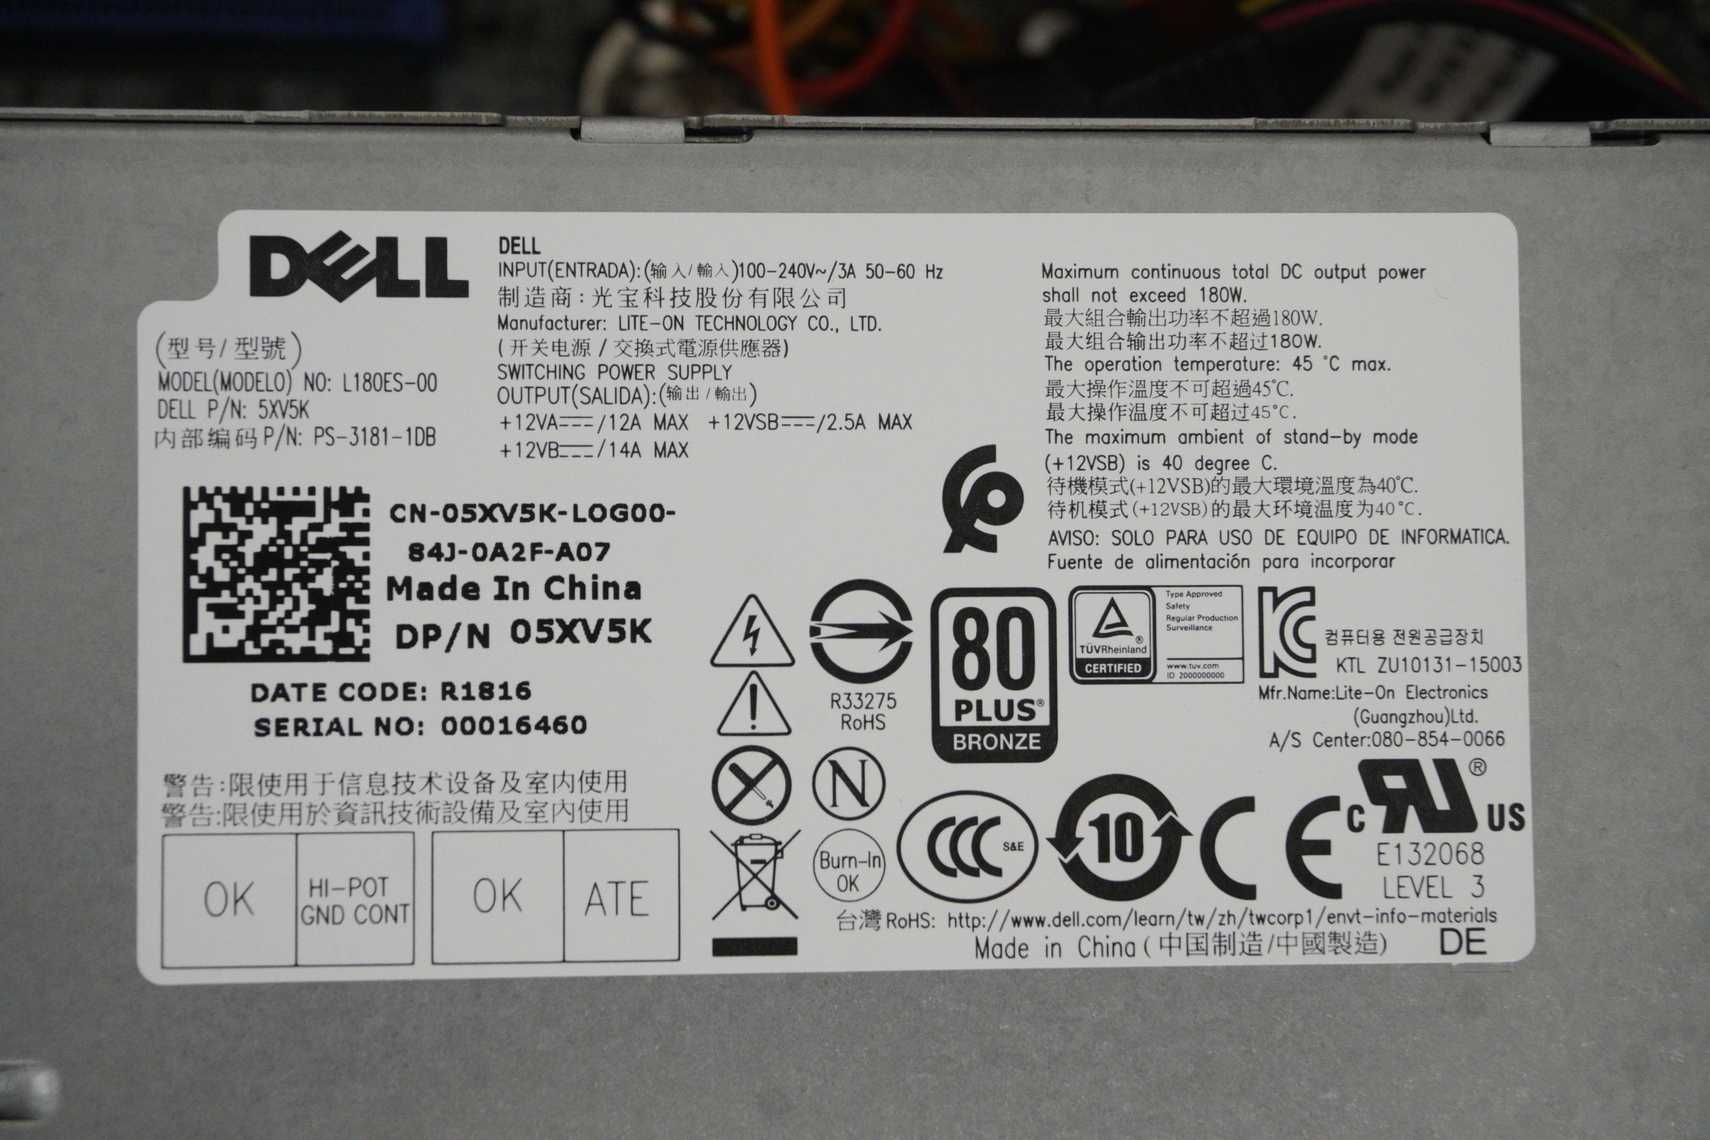 DELL
(型号/型號)
MODEL(MODELO) NO: L180ES-00
DELL P/N: 5XV5K
内部编码P/N: PS-3181-1DB
DELL
INPUT(ENTRADA):(输入/輸入)100-240V~/3A 50-60 Hz
制造商:光宝科技股份有限公司
Manufacturer: LITE-ON TECHNOLOGY CO., LTD.
(开关电源/交換式電源供應器)
SWITCHING POWER SUPPLY
OUTPUT(SALIDA):(输出/輸出)
+12VA⎓/12A MAX +12VSB⎓/2.5A MAX
+12VB⎓/14A MAX
Maximum continuous total DC output power
shall not exceed 180W.
最大組合輸出功率不超過180W.
最大组合输出功率不超过180W.
The operation temperature: 45 °C max.
最大操作溫度不可超過45°C.
最大操作温度不可超过45°C.
The maximum ambient of stand-by mode
(+12VSB) is 40 degree C.
待機模式(+12VSB)的最大環境溫度為40°C.
待机模式(+12VSB)的最大环境温度为40°C.
AVISO: SOLO PARA USO DE EQUIPO DE INFORMATICA.
Fuente de alimentación para incorporar
CN-05XV5K-LOG00-
84J-0A2F-A07
Made In China
DP/N 05XV5K
DATE CODE: R1816
SERIAL NO: 00016460
R33275
RoHS
80
PLUS®
BRONZE
TÜVRheinland®
CERTIFIED
Type Approved
Safety
Regular Production
Surveillance
www.tuv.com
ID 2000000000
컴퓨터용 전원공급장치
KTL ZU10131-15003
Mfr.Name:Lite-On Electronics
(Guangzhou)Ltd.
A/S Center:080-854-0066
警告:限使用于信息技术设备及室内使用
警告:限使用於資訊技術設備及室內使用
OK
HI-POT
GND CONT
OK
ATE
N
Burn-In
OK
CCC S&E
10
CE
c RU® US
E132068
LEVEL 3
台灣RoHS: http://www.dell.com/learn/tw/zh/twcorp1/envt-info-materials
Made in China(中国制造/中國製造) DE